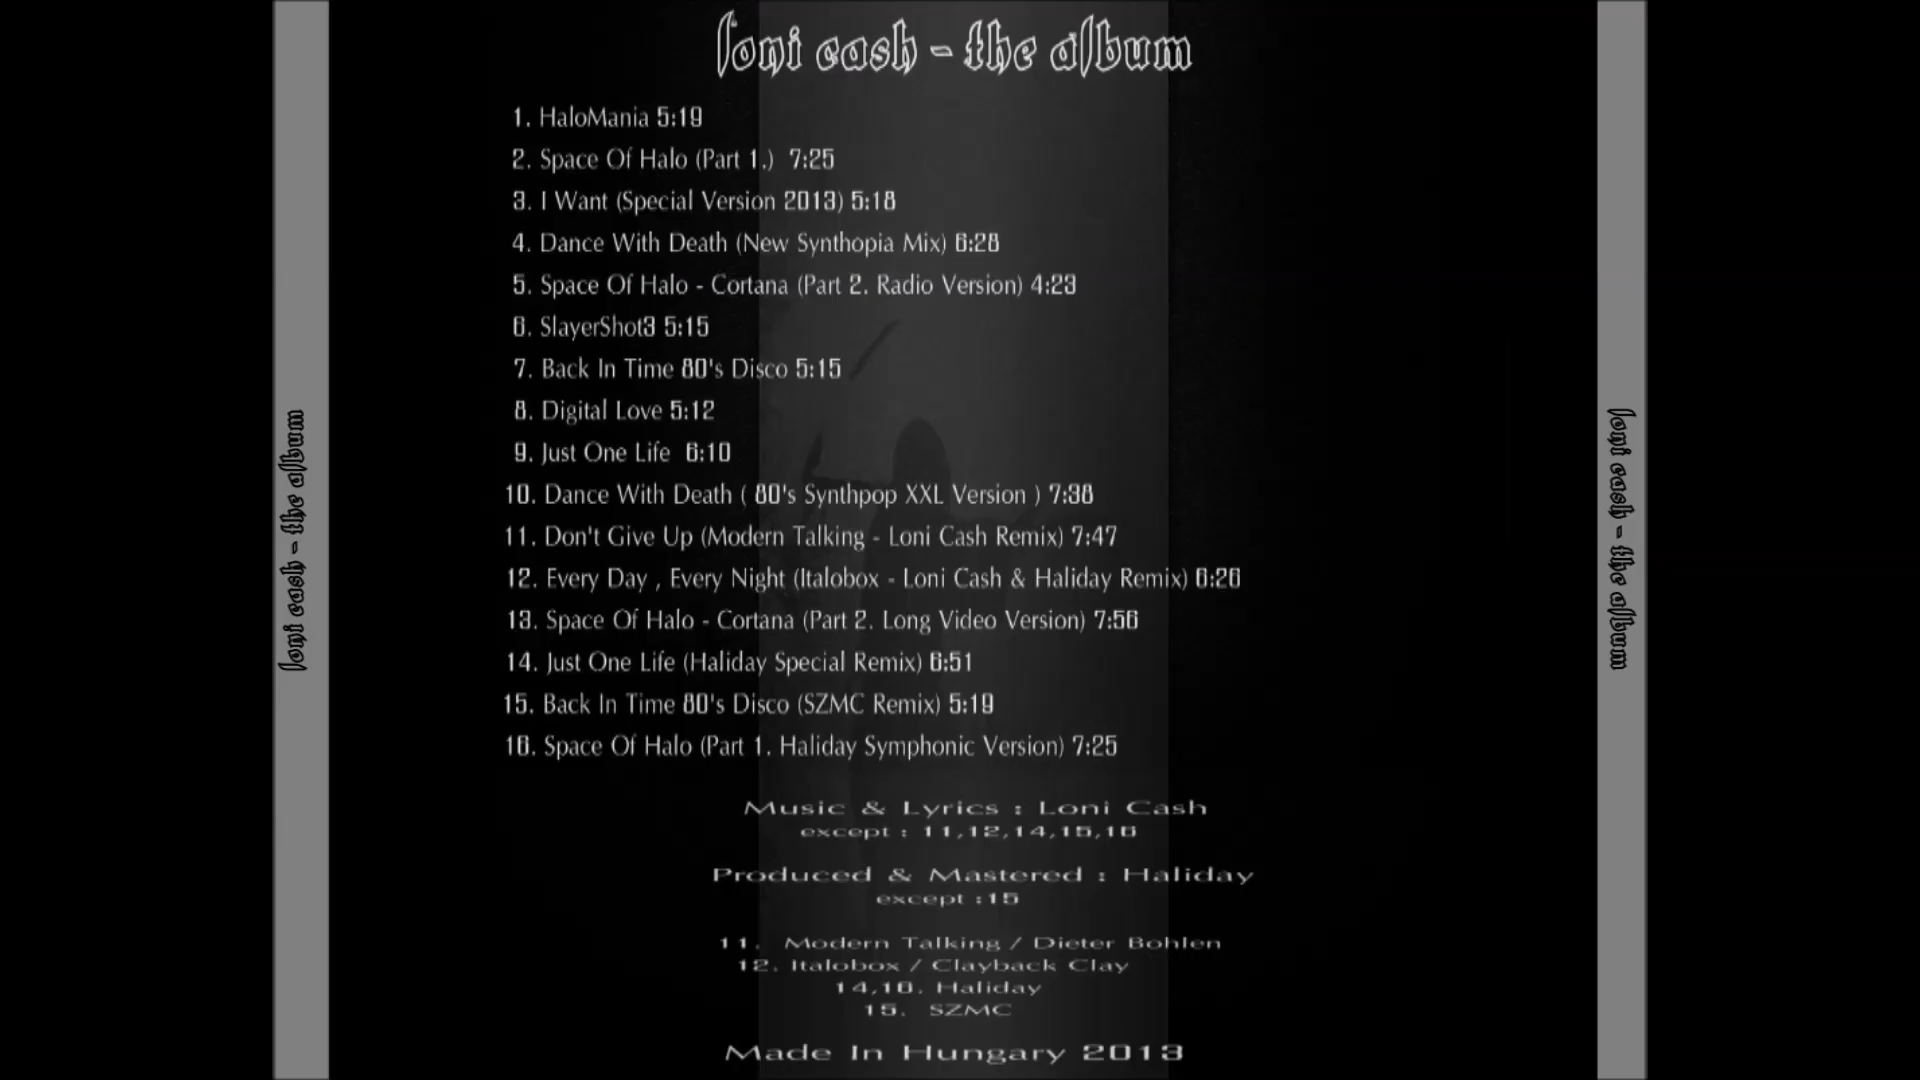 loni cash - the album
1. HaloMania 5:19
2. Space Of Halo (Part 1.) 7:25
3. I Want (Special Version 2013) 5:18
4. Dance With Death (New Synthopia Mix) 6:28
5. Space Of Halo - Cortana (Part 2. Radio Version) 4:23
6. SlayerShot3 5:15
7. Back In Time 80's Disco 5:15
8. Digital Love 5:12
9. Just One Life 6:10
10. Dance With Death ( 80's Synthpop XXL Version ) 7:38
11. Don't Give Up (Modern Talking - Loni Cash Remix) 7:47
12. Every Day , Every Night (Italobox - Loni Cash & Haliday Remix) 6:26
13. Space Of Halo - Cortana (Part 2. Long Video Version) 7:56
14. Just One Life (Haliday Special Remix) 6:51
15. Back In Time 80's Disco (SZMC Remix) 5:19
16. Space Of Halo (Part 1. Haliday Symphonic Version) 7:25
Music & Lyrics : Loni Cash
except : 11,12,14,15,16
Produced & Mastered : Haliday
except :15
11. Modern Talking / Dieter Bohlen
12. Italobox / Clayback Clay
14,16. Haliday
15. SZMC
Made In Hungary 2013
loni cash - the album
loni cash - the album